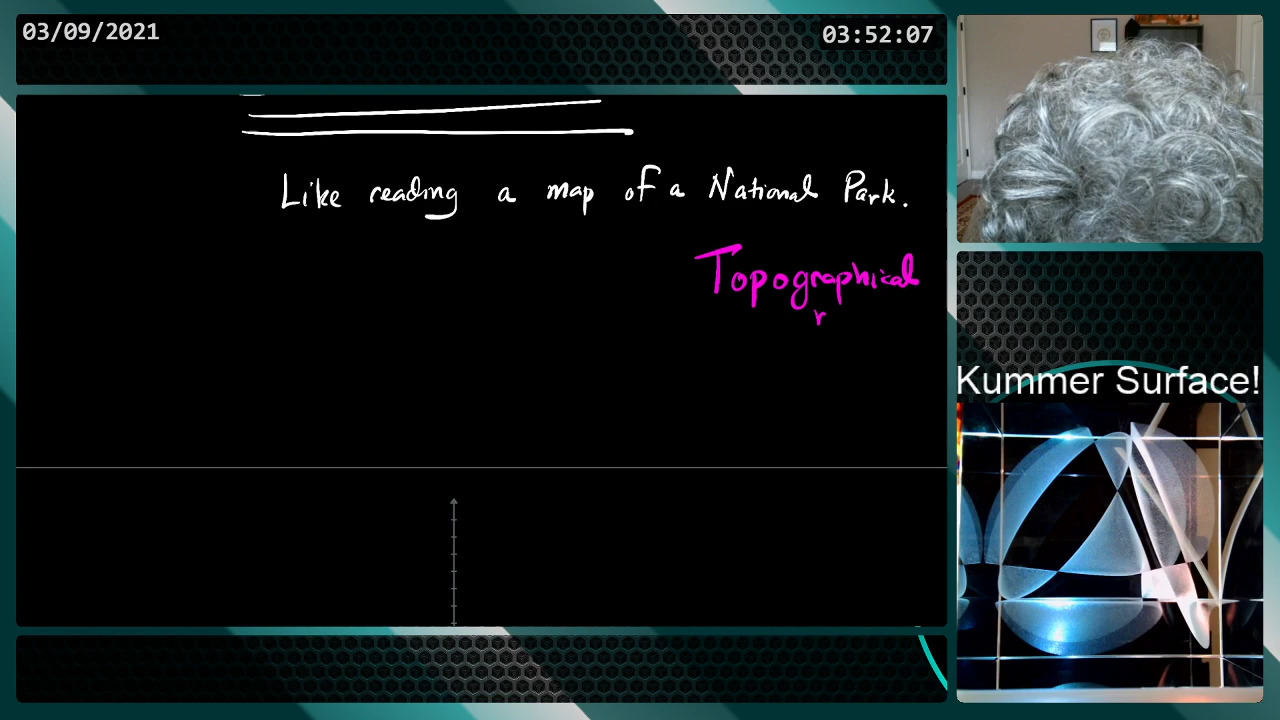 03/09/2021
03:52:07
Like reading a map of a National Park.
Topographical
r
Kummer Surface!